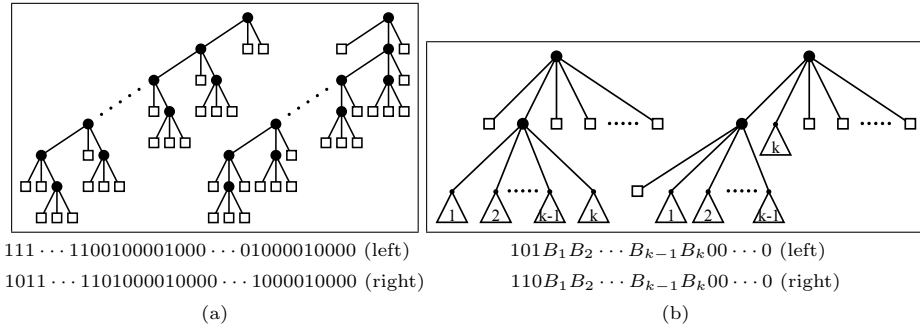 1 2 k-1 k
k
1 2 k-1
111 · · · 1100100001000 · · · 01000010000 (left)
1011 · · · 1101000010000 · · · 1000010000 (right)
(a)
101B₁B₂ · · · Bₖ₋₁Bₖ00 · · · 0 (left)
110B₁B₂ · · · Bₖ₋₁Bₖ00 · · · 0 (right)
(b)